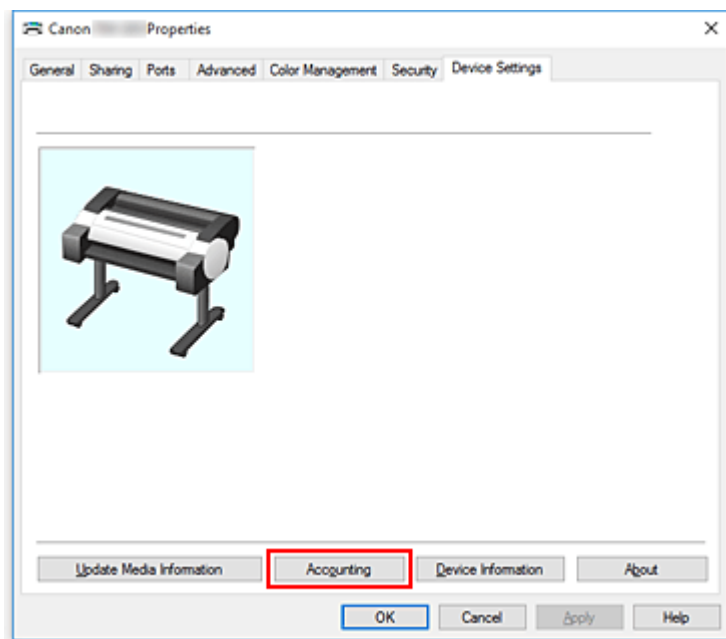 Canon Properties
General Sharing Ports Advanced Color Management Security Device Settings
Update Media Information Accounting Device Information About
OK Cancel Apply Help